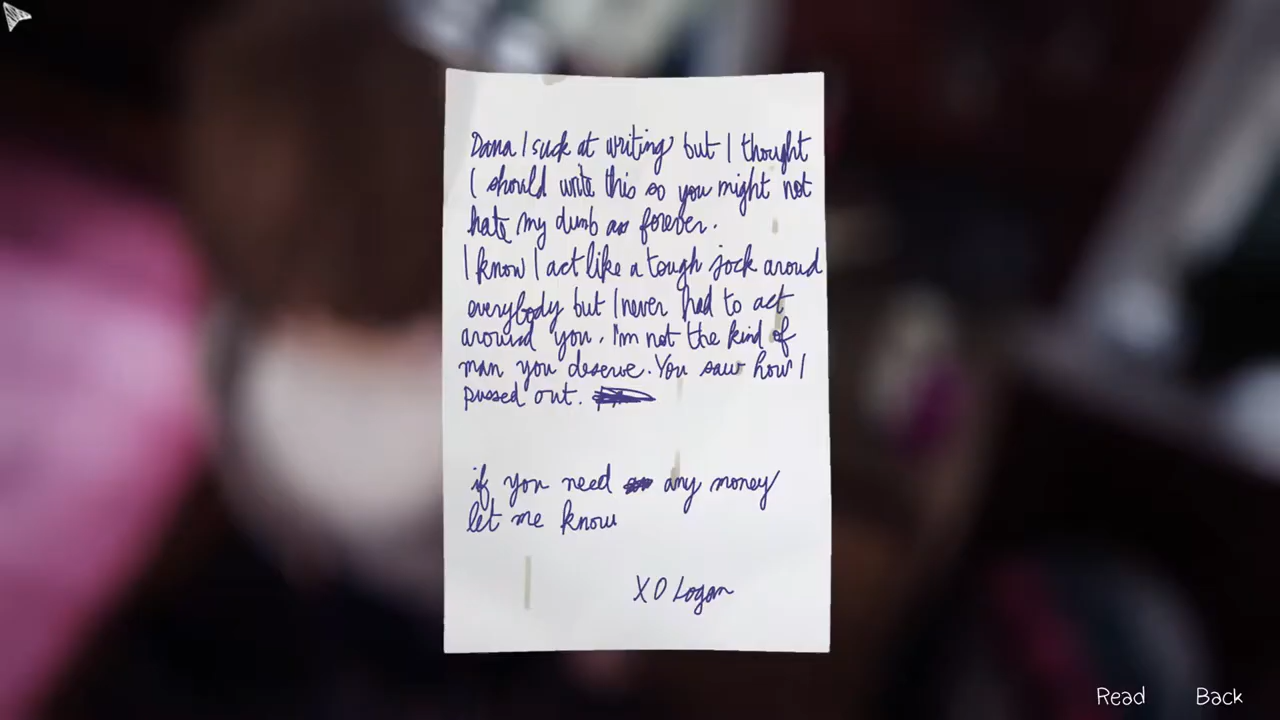 Dana I suck at writing but I thought
I should write this so you might not
hate my dumb ass forever.
I know I act like a tough jock aroud
everybody but I never had to act
around you. I'm not the kind of
man you deserve. You saw how I
pussed out.
if you need any money
let me know
XO Logan
Read
Back